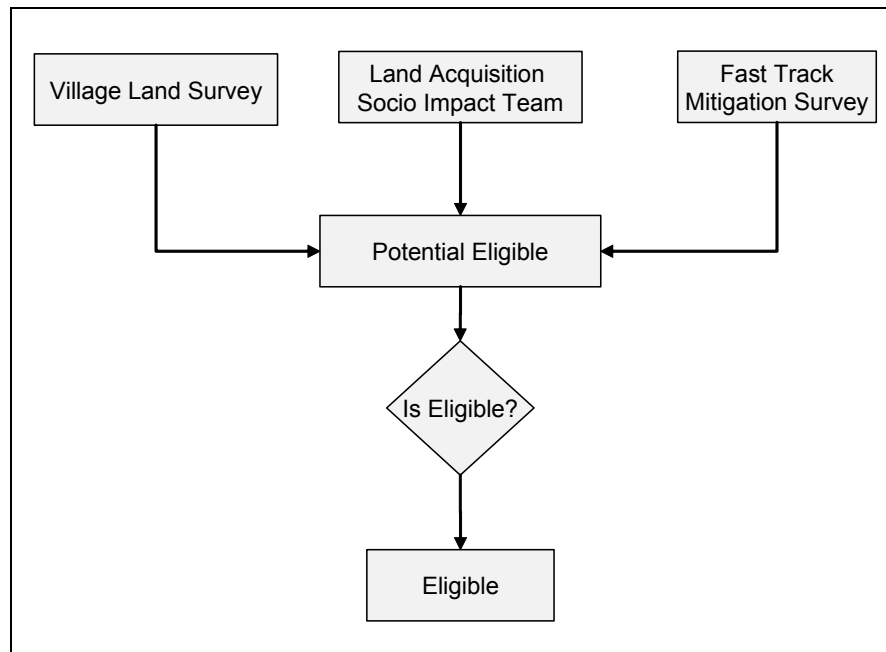 Village Land Survey
Land Acquisition
Socio Impact Team
Fast Track
Mitigation Survey
Potential Eligible
Is Eligible?
Eligible